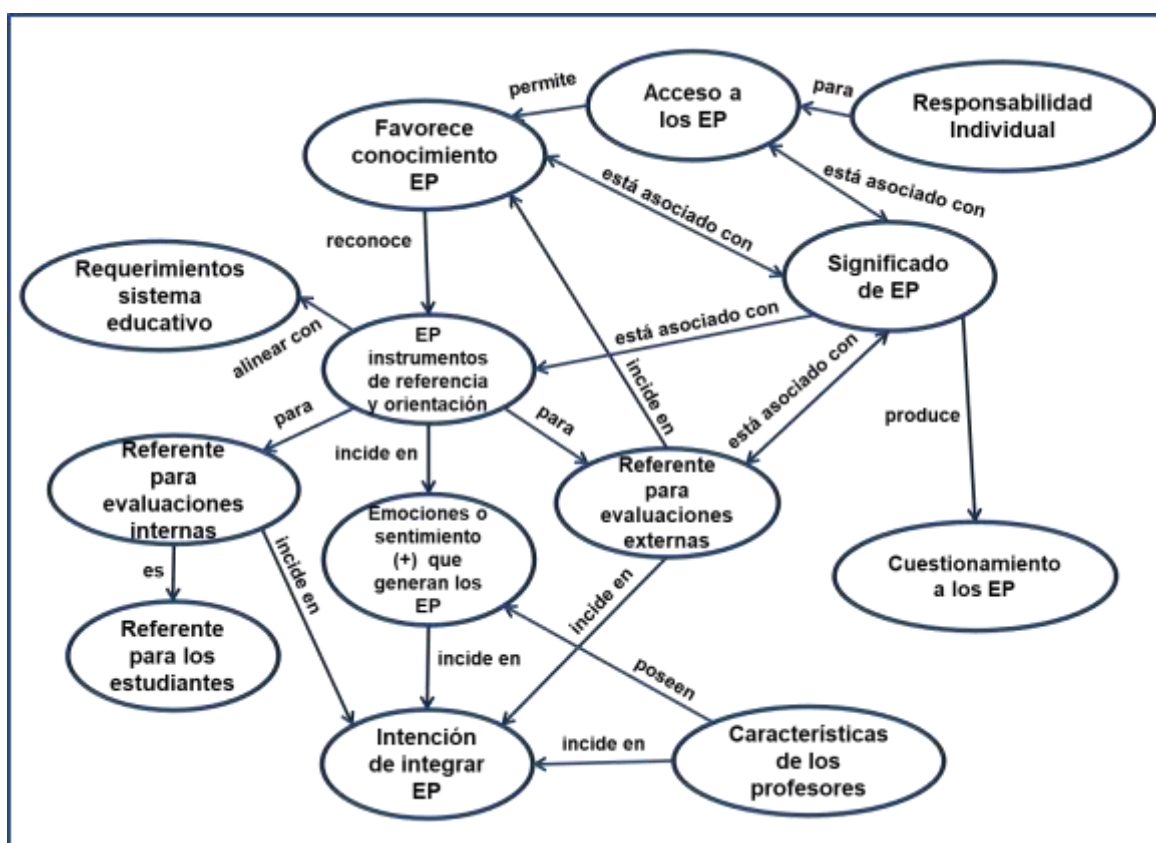 permite
Acceso a
los EP
para
Responsabilidad
Individual
Favorece
conocimiento
EP
está asociado con
está asociado con
reconoce
Significado
de EP
Requerimientos
sistema
educativo
alinear con
EP
instrumentos
de referencia
y orientación
está asociado con
incide en
está asociado con
produce
para
incide en
para
Referente
para
evaluaciones
internas
Referente
para
evaluaciones
externas
Emociones o
sentimiento
(+) que
generan los
EP
Cuestionamiento
a los EP
es
incide en
incide en
Referente
para los
estudiantes
incide en
poseen
Intención
de integrar
EP
incide en
Características
de los
profesores